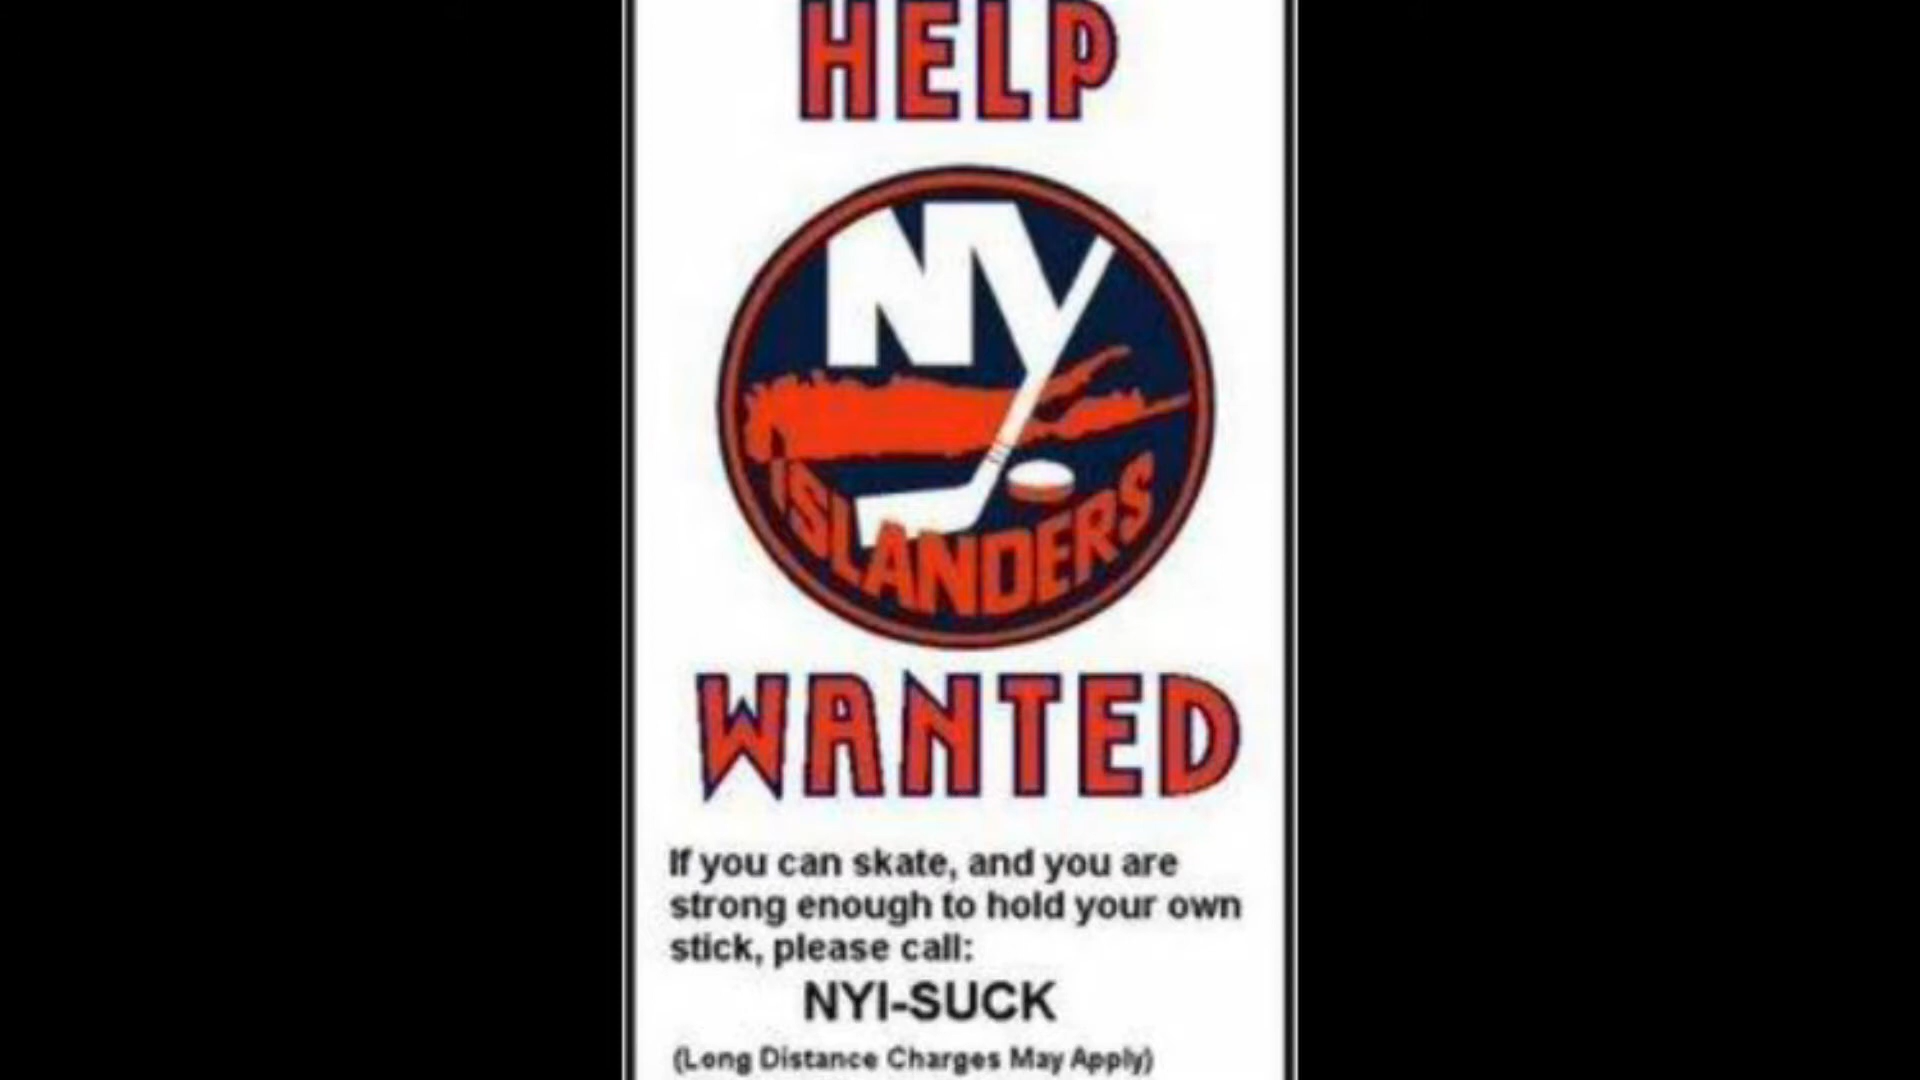 HELP
NY
ISLANDERS
WANTED
If you can skate, and you are
strong enough to hold your own
stick, please call:
NYI-SUCK
(Long Distance Charges May Apply)